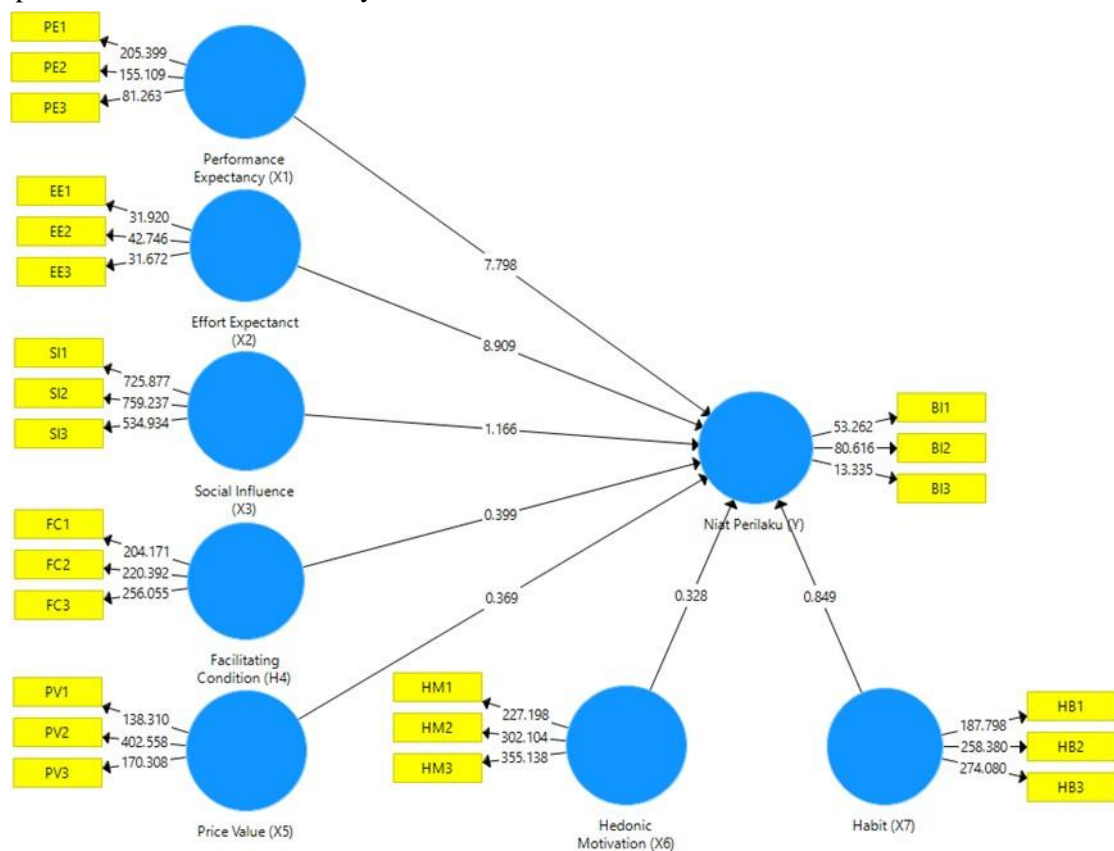 PE1
205.399
PE2
155.109
PE3
81.263
Performance
Expectancy (X1)
7.798
EE1
31.920
EE2
42.746
EE3
31.672
Effort Expectanct
(X2)
8.909
SI1
725.877
SI2
759.237
SI3
534.934
Social Influence
(X3)
1.166
FC1
204.171
FC2
220.392
FC3
256.055
Facilitating
Condition (H4)
0.399
PV1
138.310
PV2
402.558
PV3
170.308
Price Value (X5)
0.369
BI1
53.262
BI2
80.616
BI3
13.335
Niat Perilaku (Y)
0.328
0.849
HM1
227.198
HM2
302.104
HM3
355.138
Hedonic
Motivation (X6)
HB1
187.798
HB2
258.380
HB3
274.080
Habit (X7)